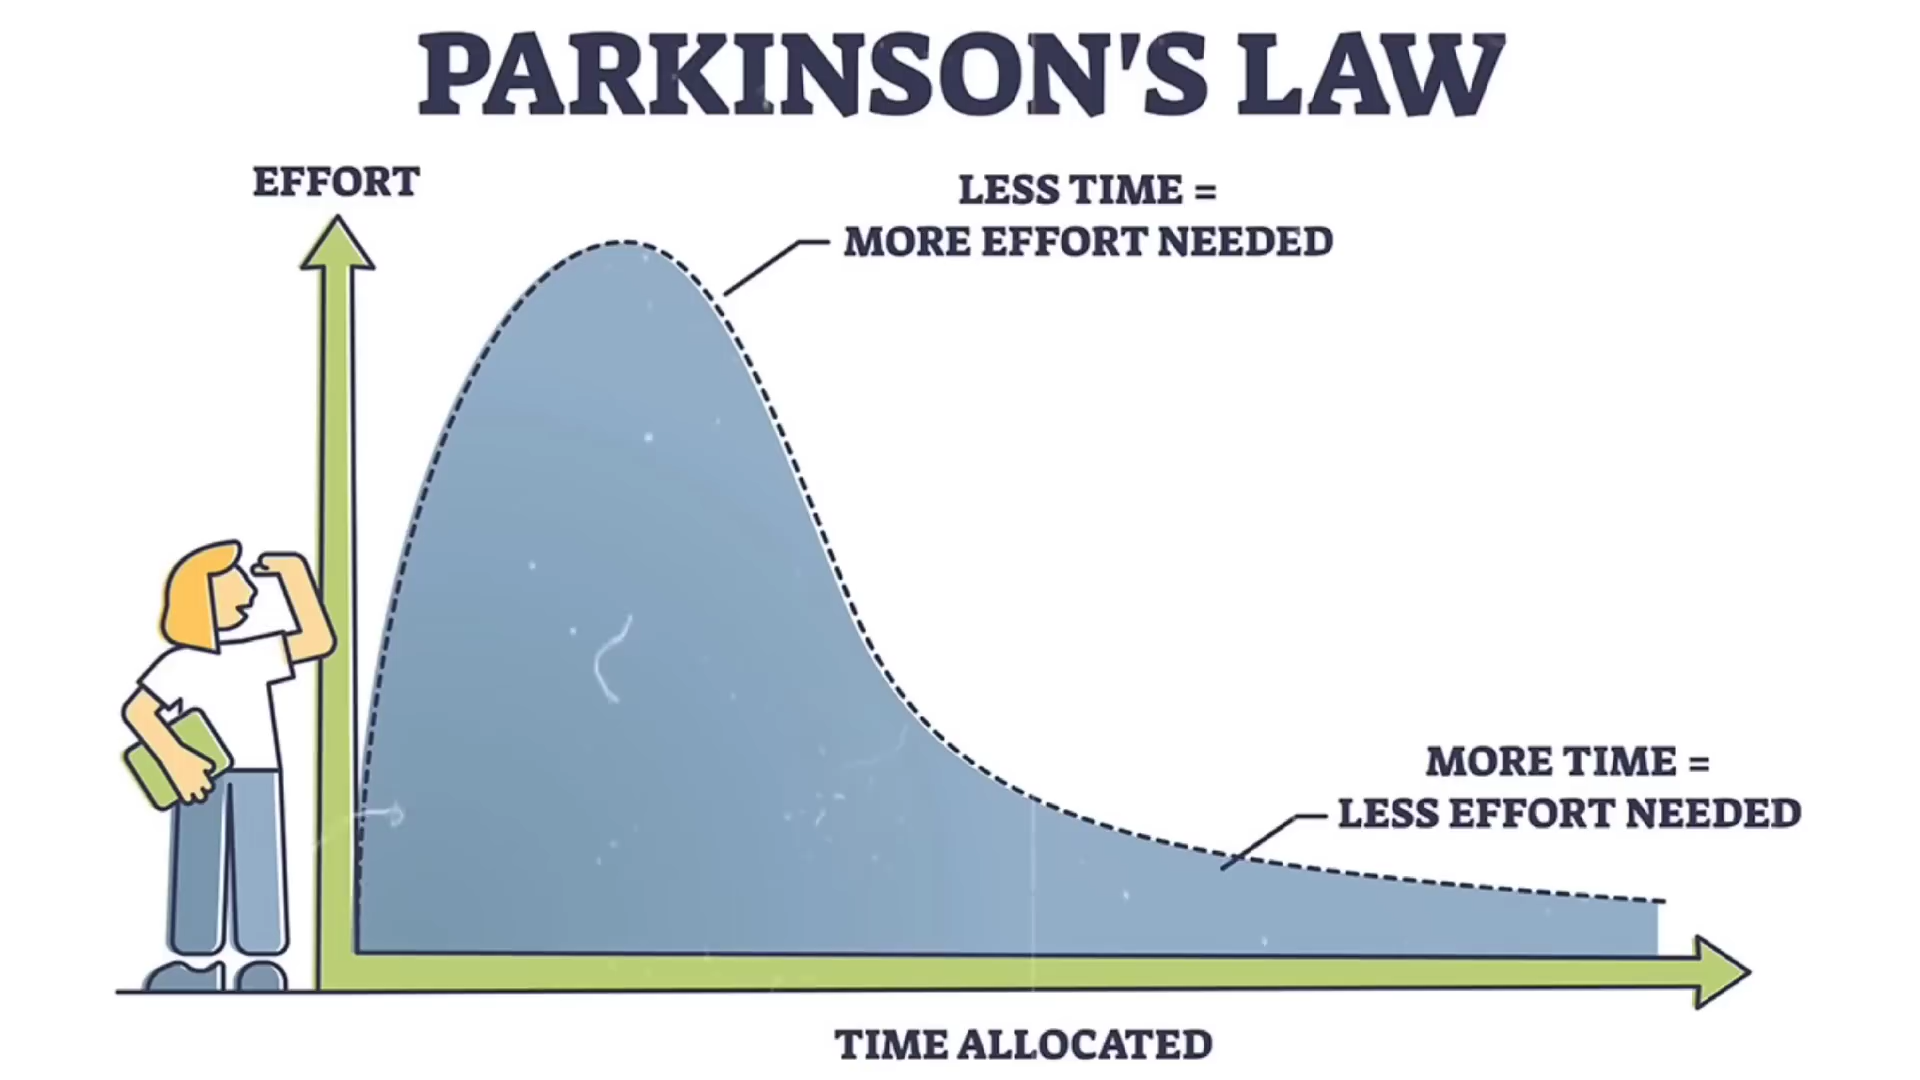 PARKINSON'S LAW
EFFORT
LESS TIME =
MORE EFFORT NEEDED
MORE TIME =
LESS EFFORT NEEDED
TIME ALLOCATED